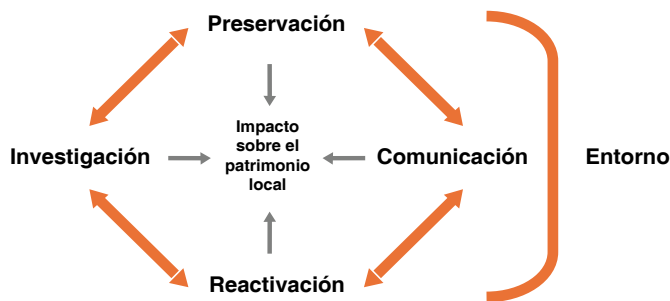 Preservación
Impacto
sobre el
patrimonio
local
Investigación
Comunicación
Entorno
Reactivación